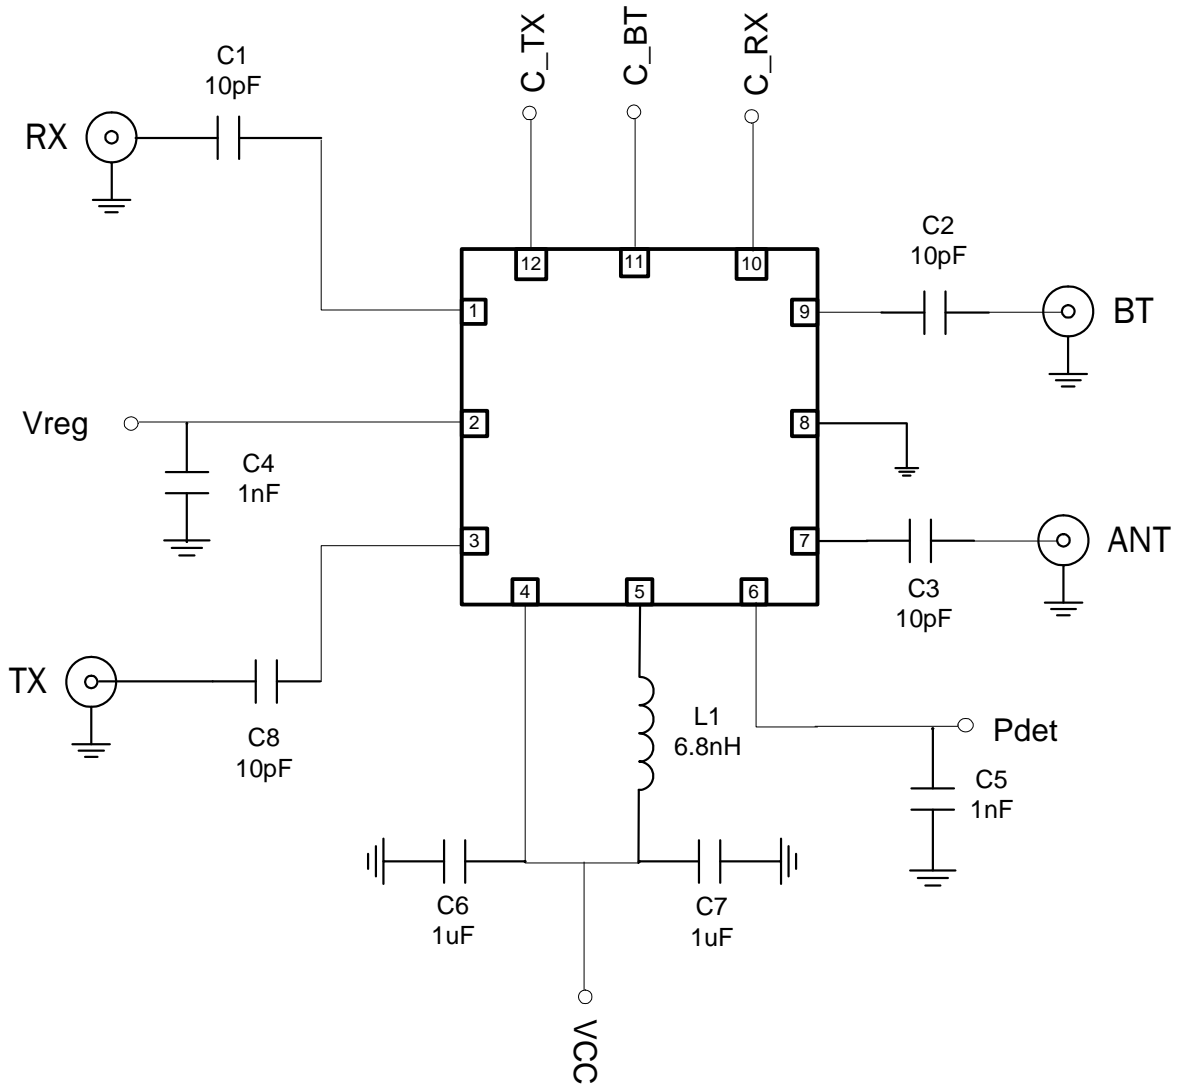 C_TX
C_BT
C_RX
C1
10pF
RX
C2
10pF
12
11
10
1
9
BT
Vreg
2
8
C4
1nF
3
7
ANT
C3
10pF
4
5
6
TX
C8
10pF
L1
6.8nH
Pdet
C5
1nF
C6
1uF
C7
1uF
VCC